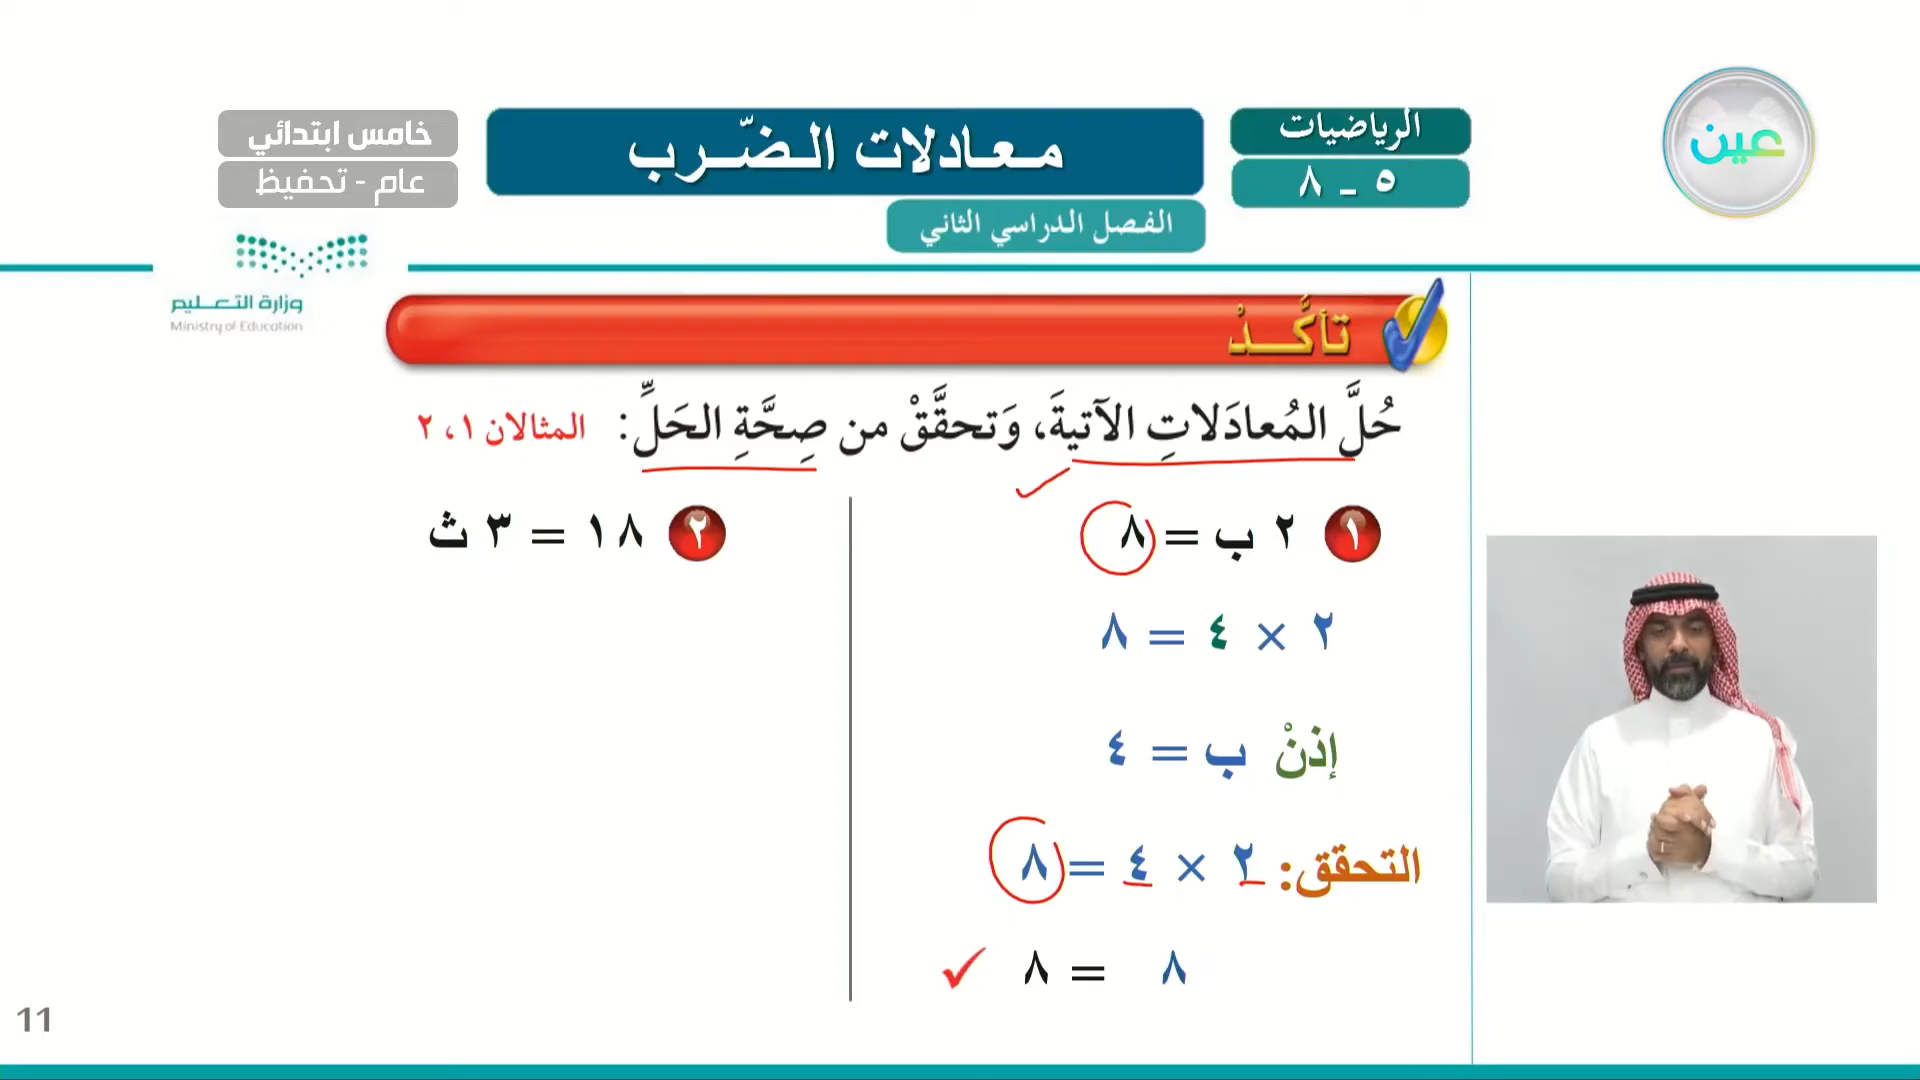 عين
الرياضيات
٥ - ٨
معادلات الضّرب
الفصل الدراسي الثاني
خامس ابتدائي
عام - تحفيظ
وزارة التعليم
Ministry of Education
تأكَّدْ
حُلَّ المُعادَلاتِ الآتيةَ، وَتحقَّقْ من صِحَّةِ الحَلِّ: المثالان ١، ٢
١ ٢ ب = ٨
٢ × ٤ = ٨
إذنْ ب = ٤
التحقق: ٢ × ٤ = ٨
٨ = ٨
٢ ١٨ = ٣ ث
11